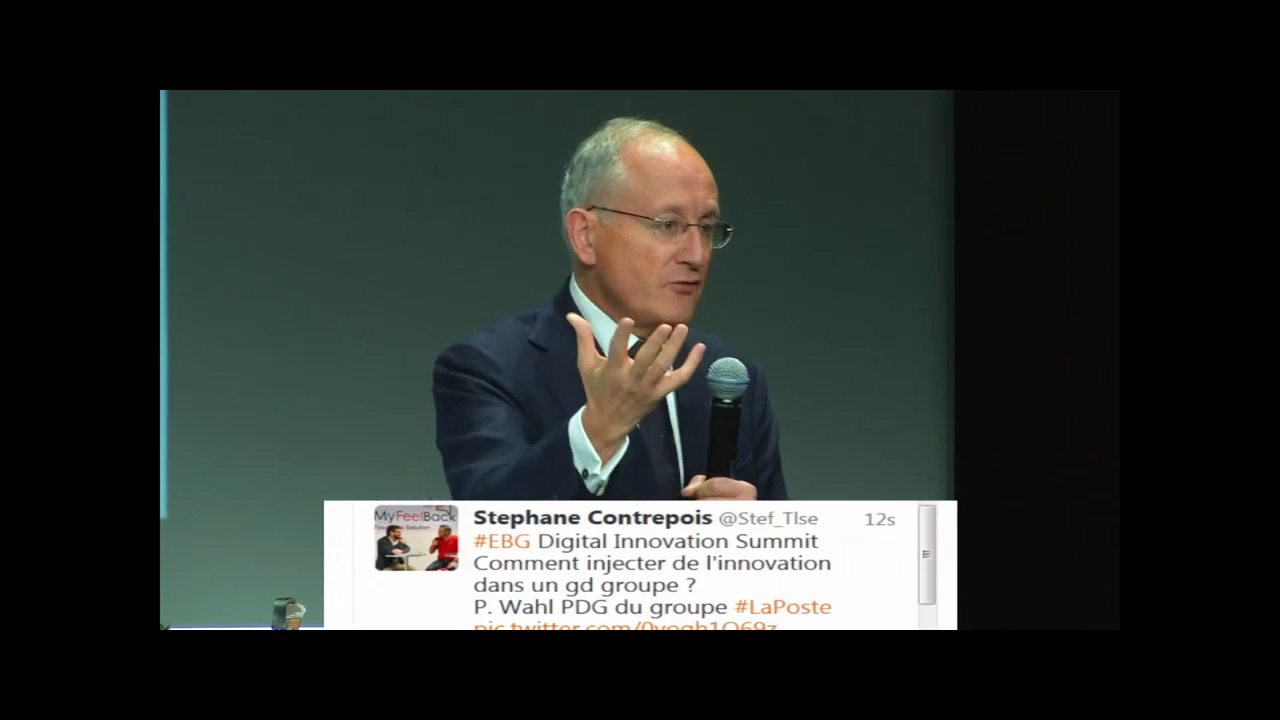 MyFeelBack
Stephane Contrepois @Stef_Tlse 12s
#EBG Digital Innovation Summit
Comment injecter de l'innovation
dans un gd groupe ?
P. Wahl PDG du groupe #LaPoste